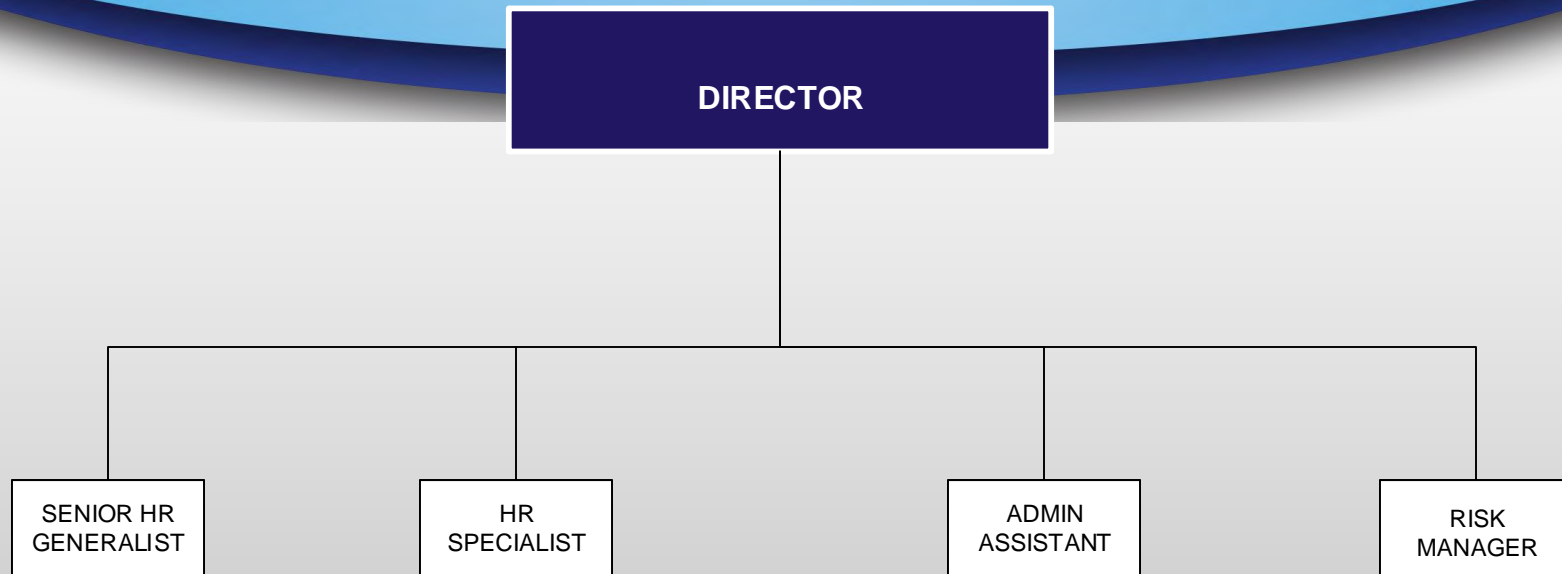 DIRECTOR
SENIOR HR
GENERALIST
HR
SPECIALIST
ADMIN
ASSISTANT
RISK
MANAGER